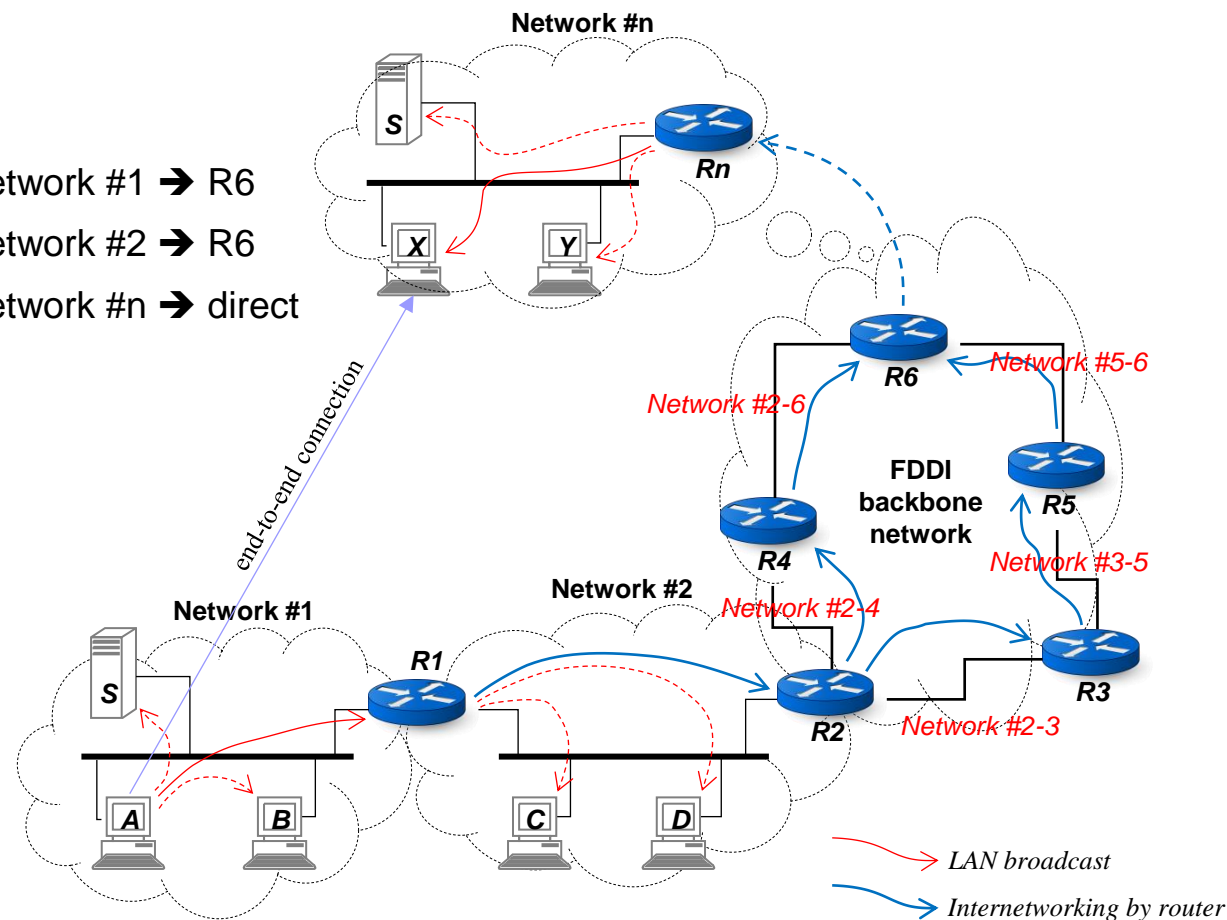 Network #n
S
Rn
etwork #1 ➔ R6
etwork #2 ➔ R6
etwork #n ➔ direct
X
Y
end-to-end connection
R6
Network #5-6
Network #2-6
FDDI
backbone
network
R5
R4
Network #3-5
Network #2-4
Network #1
Network #2
R1
S
R2
R3
Network #2-3
A
B
C
D
LAN broadcast
Internetworking by router